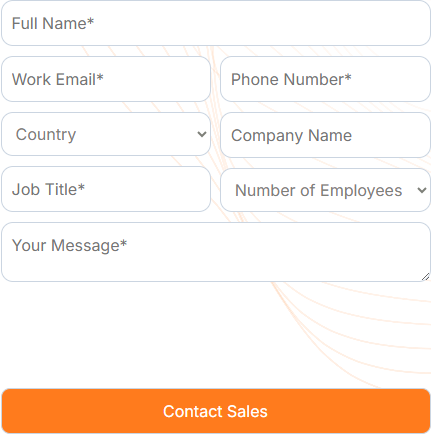 Full Name*
Work Email* Phone Number*
Country Company Name
Job Title* Number of Employees
Your Message*
Contact Sales